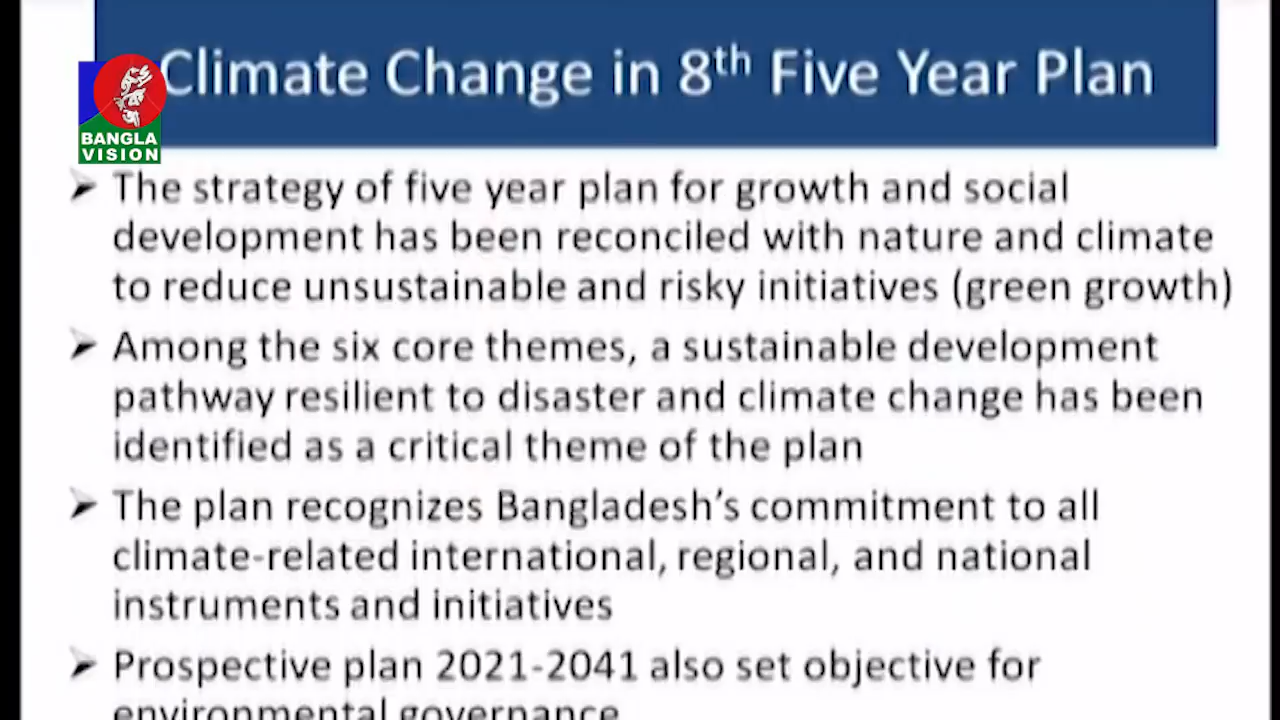 Climate Change in 8th Five Year Plan
BANGLA
VISION
➤ The strategy of five year plan for growth and social
development has been reconciled with nature and climate
to reduce unsustainable and risky initiatives (green growth)
➤ Among the six core themes, a sustainable development
pathway resilient to disaster and climate change has been
identified as a critical theme of the plan
➤ The plan recognizes Bangladesh's commitment to all
climate-related international, regional, and national
instruments and initiatives
➤ Prospective plan 2021-2041 also set objective for
environmental governance